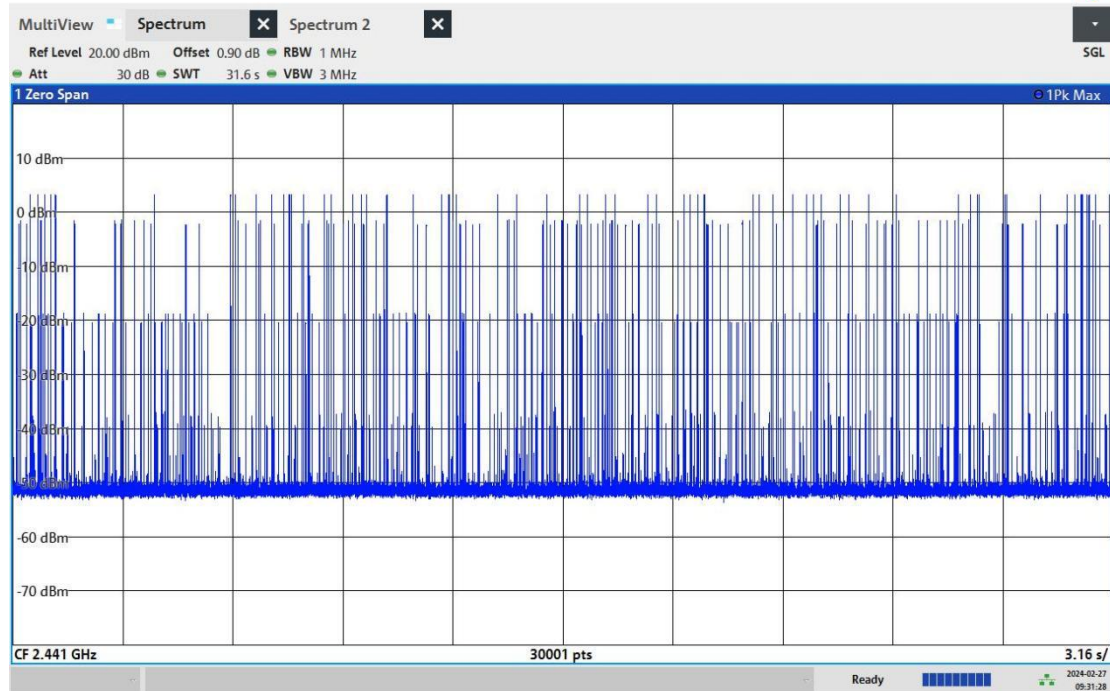 MultiView Spectrum X Spectrum 2 X
Ref Level 20.00 dBm Offset 0.90 dB RBW 1 MHz SGL
Att 30 dB SWT 31.6 s VBW 3 MHz
1 Zero Span 1Pk Max
10 dBm
0 dBm
-10 dBm
-20 dBm
-30 dBm
-40 dBm
-50 dBm
-60 dBm
-70 dBm
CF 2.441 GHz 30001 pts 3.16 s/
Ready 2024-02-27
09:31:28